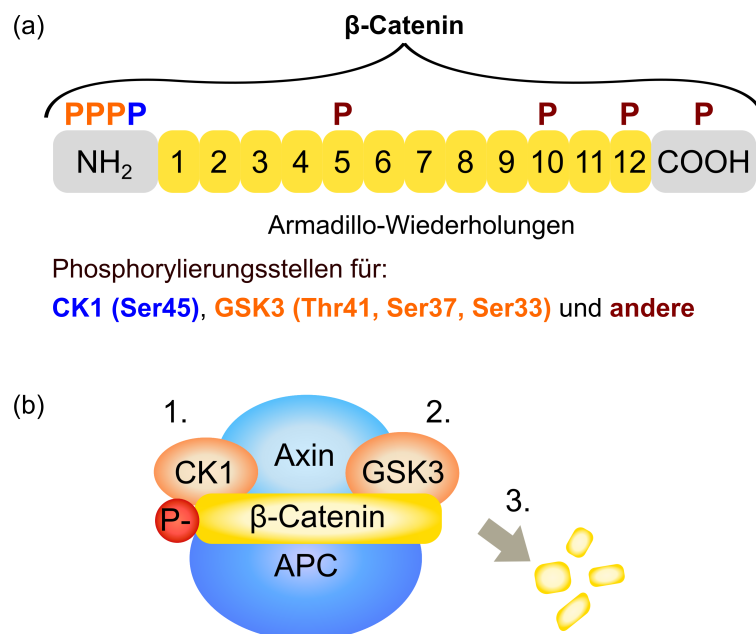 (a)
β-Catenin
PPPP P P P P
NH₂ 1 2 3 4 5 6 7 8 9 10 11 12 COOH
Armadillo-Wiederholungen
Phosphorylierungsstellen für:
CK1 (Ser45), GSK3 (Thr41, Ser37, Ser33) und andere
(b)
1. 2.
CK1 Axin GSK3
3.
P- β-Catenin
APC